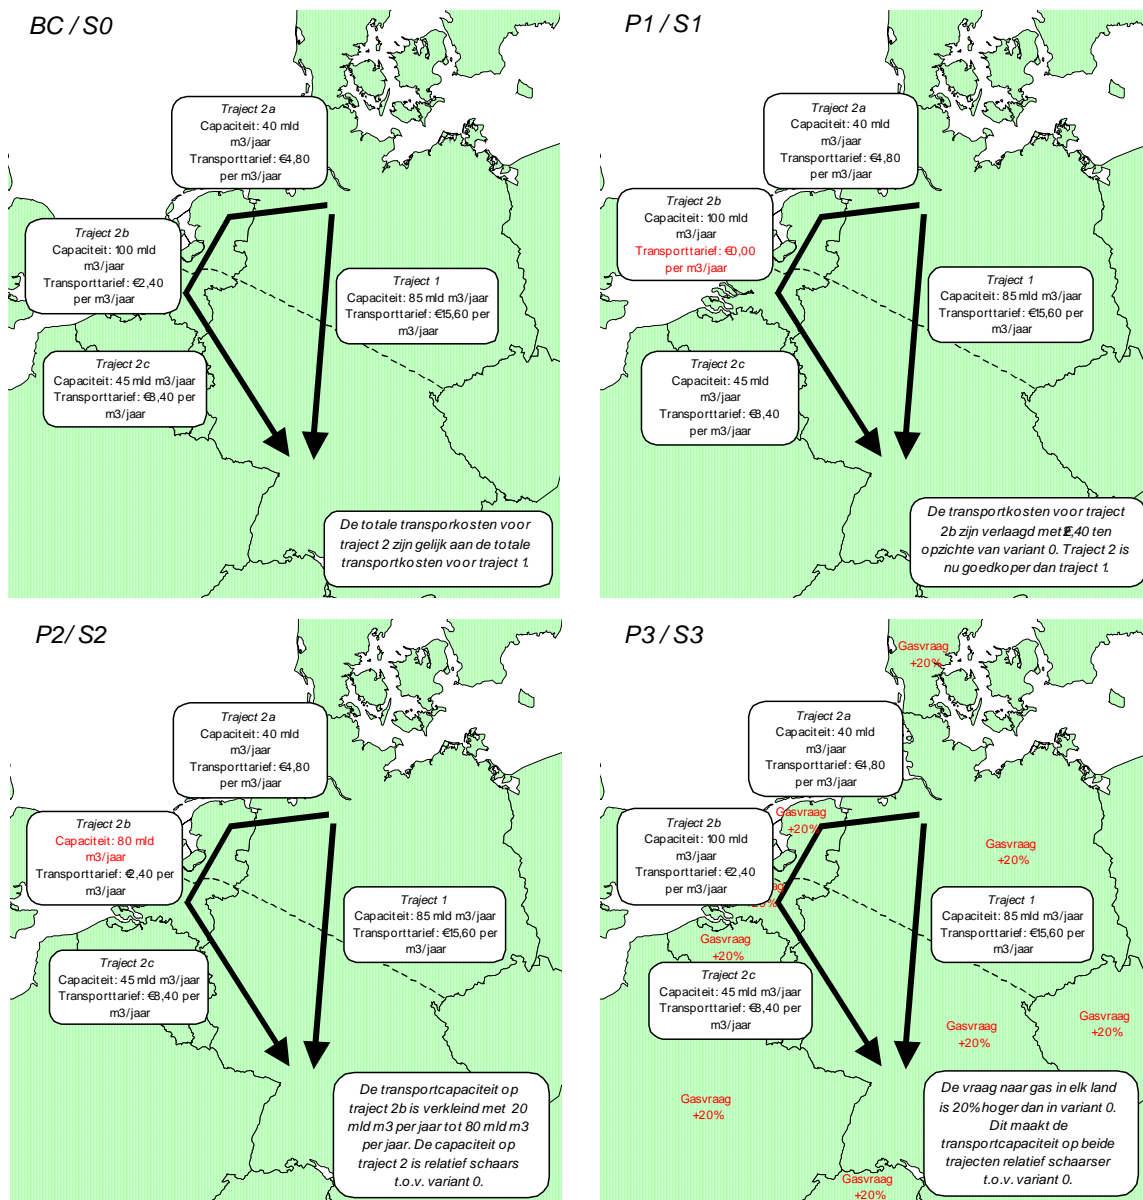 BC / S0
Traject 2a
Capaciteit: 40 mld
m3/jaar
Transporttarief: €4,80
per m3/jaar
Traject 2b
Capaciteit: 100 mld
m3/jaar
Transporttarief: €2,40
per m3/jaar
Traject 1
Capaciteit: 85 mld m3/jaar
Transporttarief: €15,60 per
m3/jaar
Traject 2c
Capaciteit: 45 mld m3/jaar
Transporttarief: €8,40 per
m3/jaar
De totale transporkosten voor
traject 2 zijn gelijk aan de totale
transportkosten voor traject 1.
P1 / S1
Traject 2a
Capaciteit: 40 mld
m3/jaar
Transporttarief: €4,80
per m3/jaar
Traject 2b
Capaciteit: 100 mld
m3/jaar
Transporttarief: €0,00
per m3/jaar
Traject 1
Capaciteit: 85 mld m3/jaar
Transporttarief: €15,60 per
m3/jaar
Traject 2c
Capaciteit: 45 mld
m3/jaar
Transporttarief: €8,40
per m3/jaar
De transportkosten voor traject
2b zijn verlaagd met €2,40 ten
opzichte van variant 0. Traject 2 is
nu goedkoper dan traject 1.
P2 / S2
Traject 2a
Capaciteit: 40 mld
m3/jaar
Transporttarief: €4,80
per m3/jaar
Traject 2b
Capaciteit: 80 mld
m3/jaar
Transporttarief: €2,40 per
m3/jaar
Traject 1
Capaciteit: 85 mld m3/jaar
Transporttarief: €15,60 per
m3/jaar
Traject 2c
Capaciteit: 45 mld m3/jaar
Transporttarief: €8,40 per
m3/jaar
De transportcapaciteit op
traject 2b is verkleind met 20
mld m3 per jaar tot 80 mld m3
per jaar. De capaciteit op
traject 2 is relatief schaars
t.o.v. variant 0.
P3 / S3
Gasvraag
+20%
Traject 2a
Capaciteit: 40 mld
m3/jaar
Transporttarief: €4,80
per m3/jaar
Gasvraag
+20%
Traject 2b
Capaciteit: 100 mld
m3/jaar
Transporttarief: €2,40
per m3/jaar
Gasvraag
+20%
Traject 1
Capaciteit: 85 mld m3/jaar
Transporttarief: €15,60 per
m3/jaar
Gasvraag
+20%
Traject 2c
Capaciteit: 45 mld m3/jaar
Transporttarief: €8,40 per
m3/jaar
Gasvraag
+20%
Gasvraag
+20%
Gasvraag
+20%
De vraag naar gas in elk land
is 20% hoger dan in variant 0.
Dit maakt de
transportcapaciteit op beide
trajecten relatief schaarser
t.o.v. variant 0.
Gasvraag
+20%